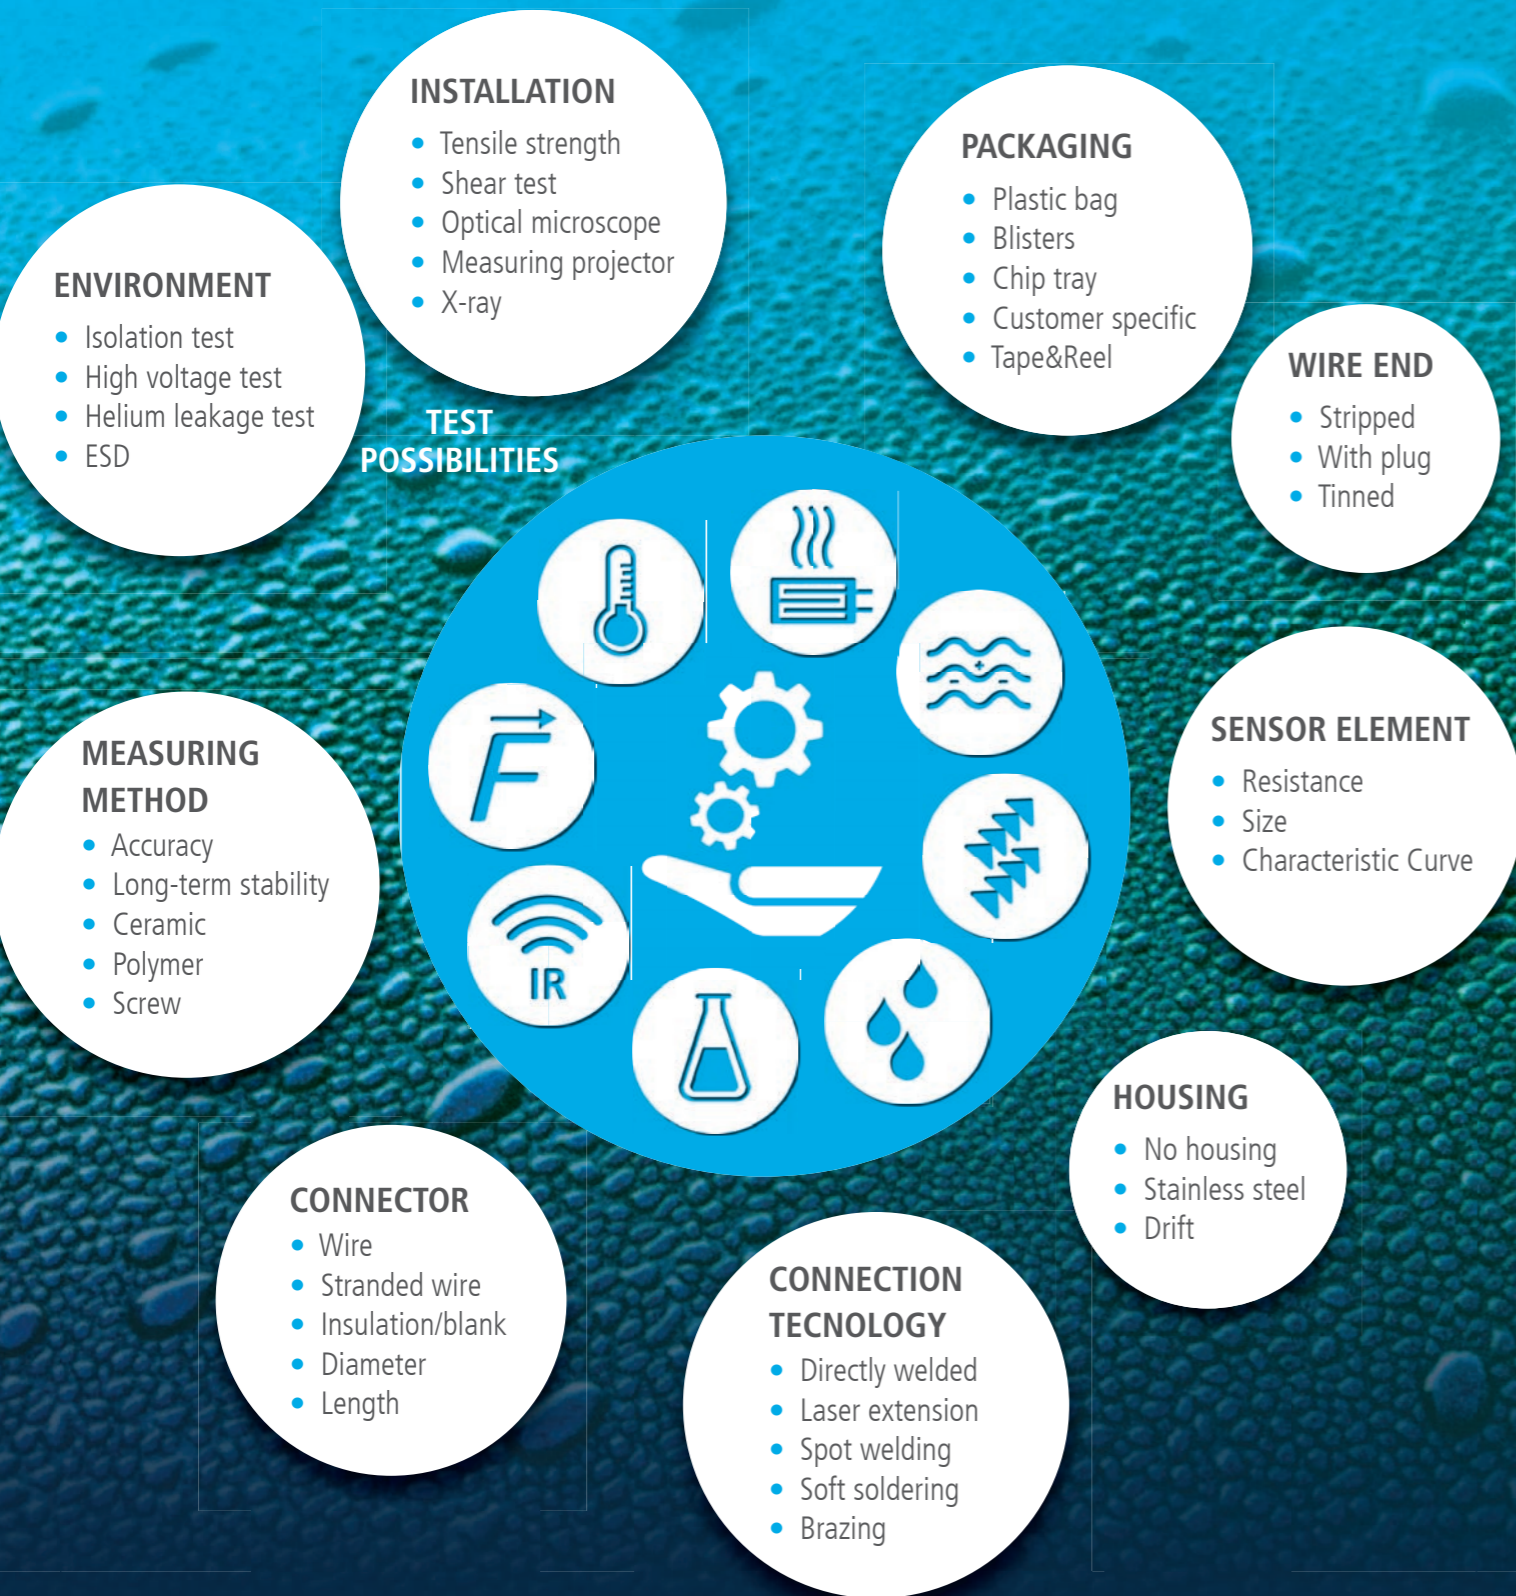 INSTALLATION
• Tensile strength
• Shear test
• Optical microscope
• Measuring projector
• X-ray
PACKAGING
• Plastic bag
• Blisters
• Chip tray
• Customer specific
• Tape&Reel
ENVIRONMENT
• Isolation test
• High voltage test
• Helium leakage test
• ESD
WIRE END
• Stripped
• With plug
• Tinned
TEST
POSSIBILITIES
MEASURING
METHOD
• Accuracy
• Long-term stability
• Ceramic
• Polymer
• Screw
F
IR
SENSOR ELEMENT
• Resistance
• Size
• Characteristic Curve
HOUSING
• No housing
• Stainless steel
• Drift
CONNECTOR
• Wire
• Stranded wire
• Insulation/blank
• Diameter
• Length
CONNECTION
TECNOLOGY
• Directly welded
• Laser extension
• Spot welding
• Soft soldering
• Brazing